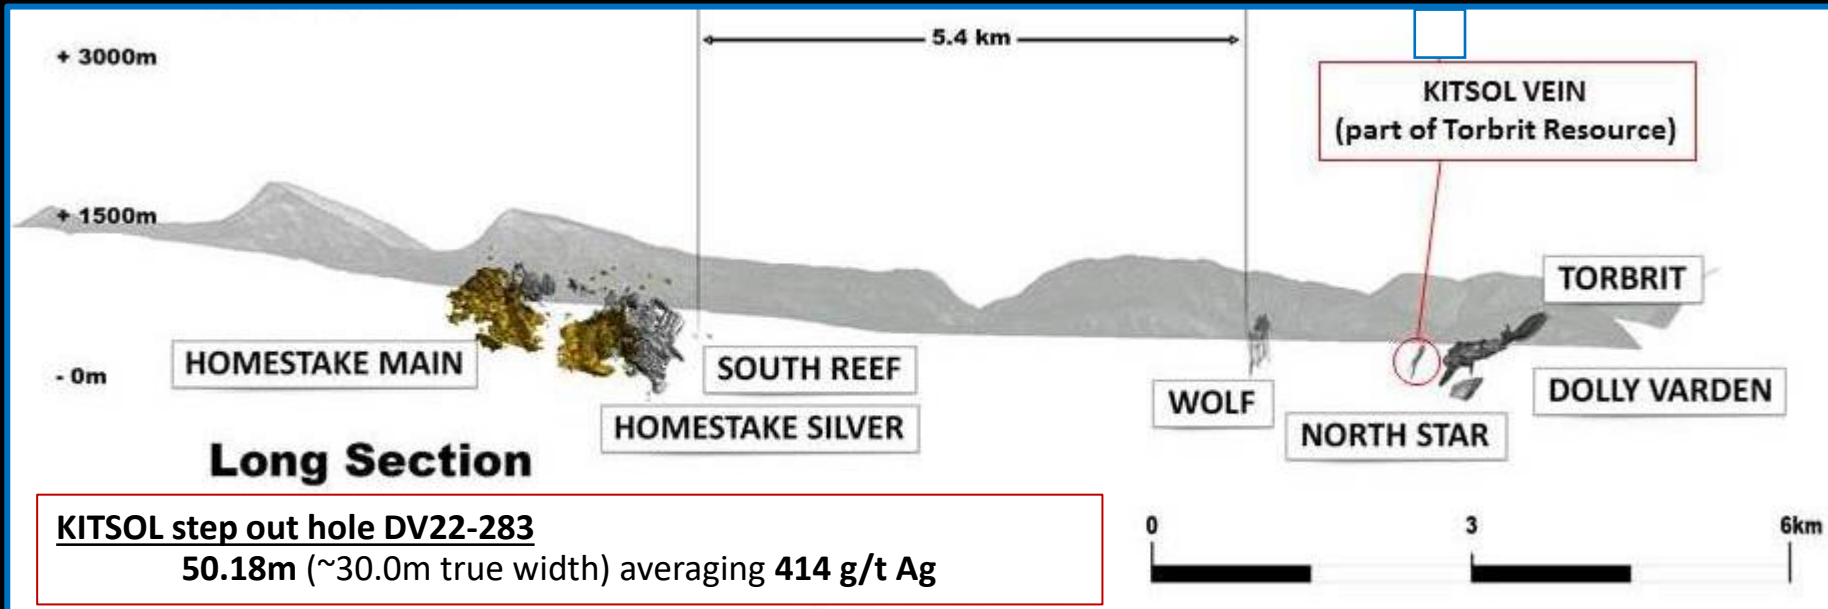 + 3000m
5.4 km
KITSOL VEIN
(part of Torbrit Resource)
+ 1500m
TORBRIT
HOMESTAKE MAIN
- 0m
SOUTH REEF
DOLLY VARDEN
WOLF
HOMESTAKE SILVER
NORTH STAR
Long Section
KITSOL step out hole DV22-283
50.18m (~30.0m true width) averaging 414 g/t Ag
0 3 6km